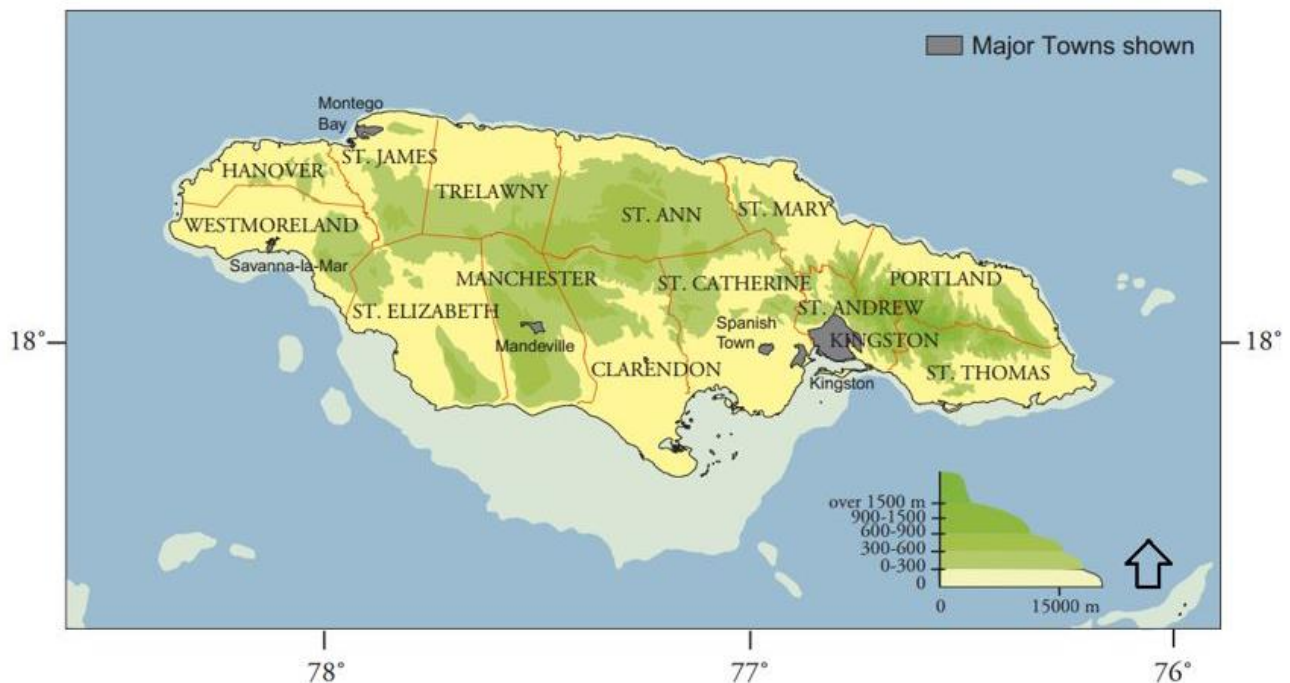 Major Towns shown
Montego
Bay
HANOVER
ST. JAMES
TRELAWNY
WESTMORELAND
ST. ANN
ST. MARY
Savanna-la-Mar
MANCHESTER
ST. CATHERINE
PORTLAND
ST. ELIZABETH
ST. ANDREW
Spanish
Town
Mandeville
KINGSTON
18°
18°
CLARENDON
Kingston
ST. THOMAS
over 1500 m
900-1500
600-900
300-600
0-300
0
0
15000 m
78°
77°
76°